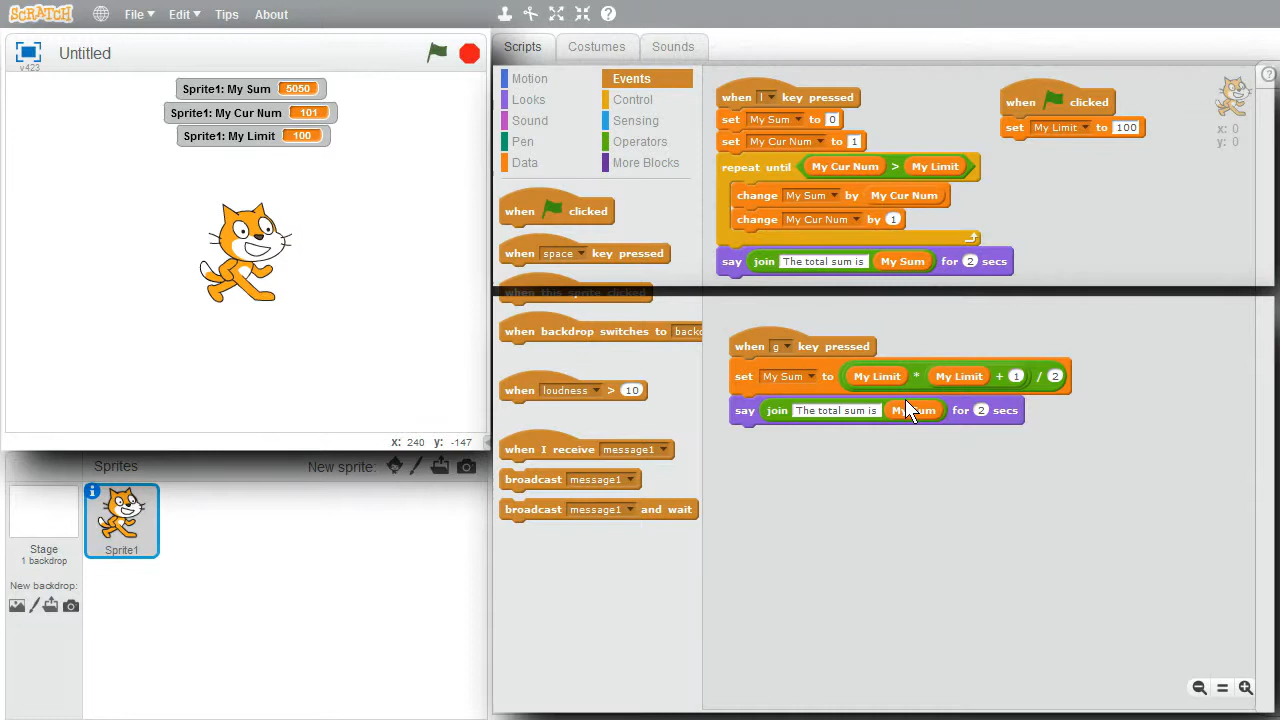 SCRATCH File Edit Tips About
Untitled
v423
Sprite1: My Sum 5050
Sprite1: My Cur Num 101
Sprite1: My Limit 100
x: 240 y: -147
Sprites New sprite:
Sprite1
Stage
1 backdrop
New backdrop:
Scripts Costumes Sounds
Motion Events
Looks Control
Sound Sensing
Pen Operators
Data More Blocks
when clicked
when space key pressed
when this sprite clicked
when backdrop switches to
when loudness > 10
when I receive message1
broadcast message1
broadcast message1 and wait
when l key pressed
set My Sum to 0
set My Cur Num to 1
repeat until My Cur Num > My Limit
change My Sum by My Cur Num
change My Cur Num by 1
say join The total sum is My Sum for 2 secs
when clicked
set My Limit to 100
x: 0
y: 0
when g key pressed
set My Sum to My Limit * My Limit + 1 / 2
say join The total sum is My Sum for 2 secs